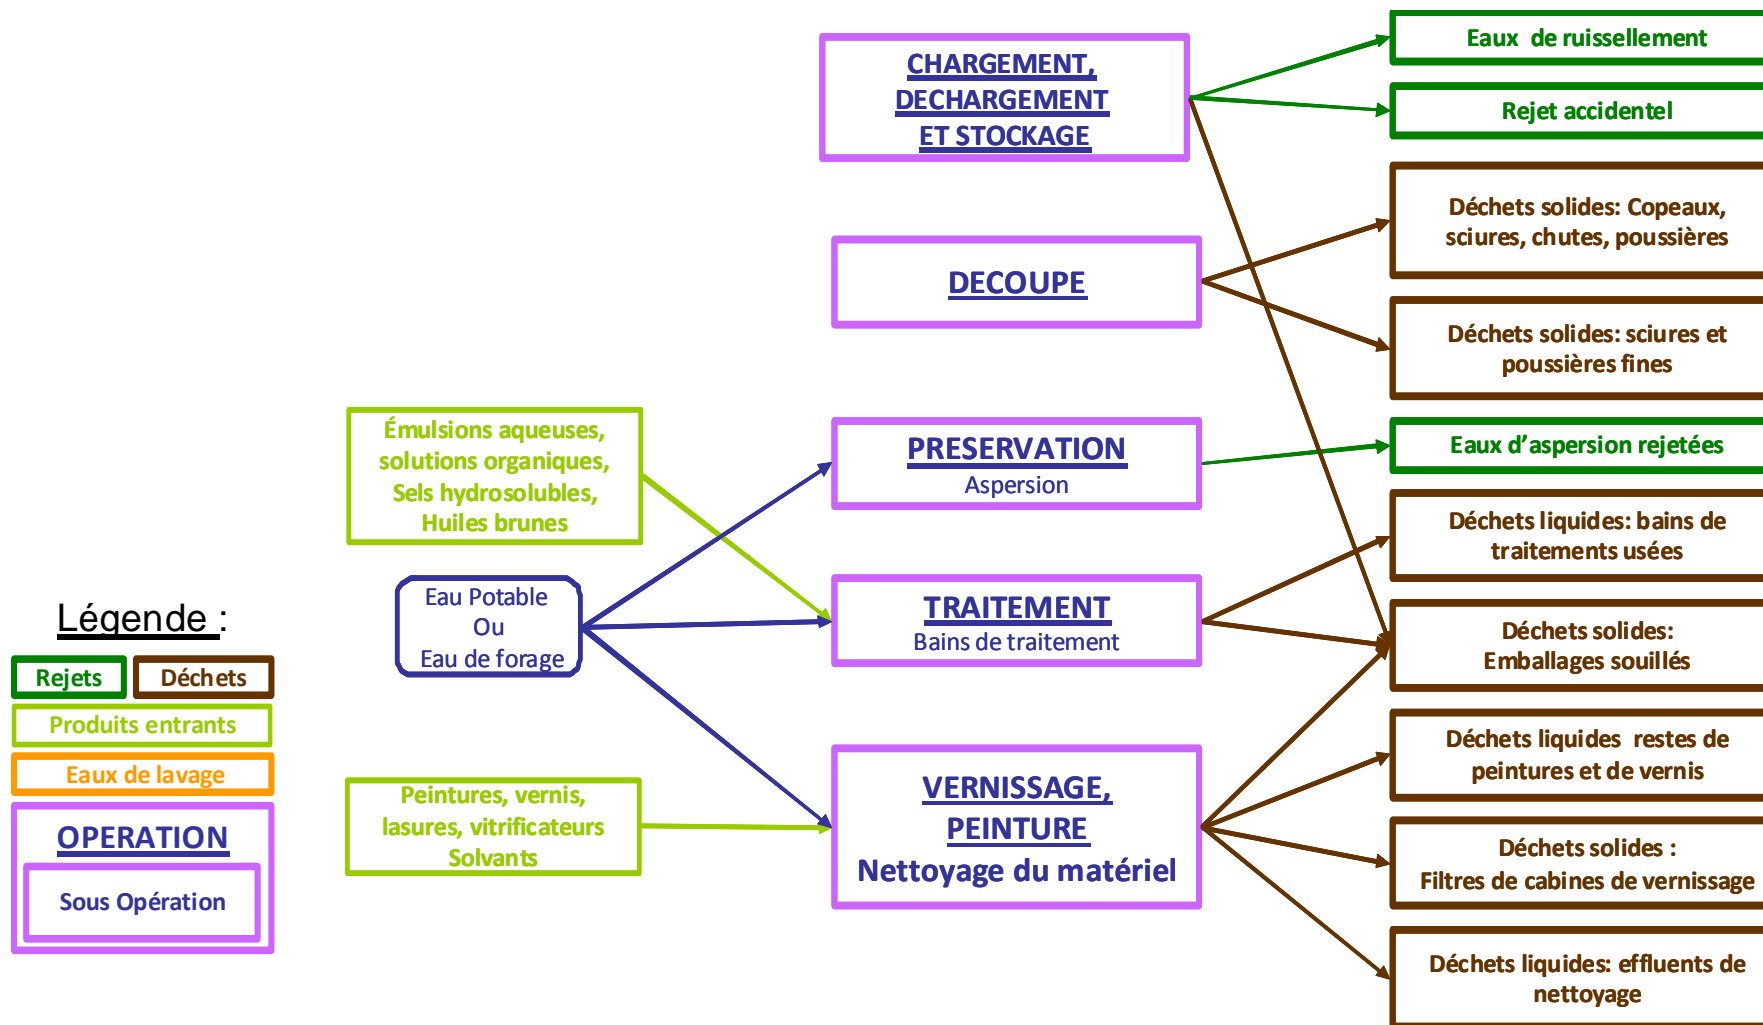 CHARGEMENT,
DECHARGEMENT
ET STOCKAGE
DECOUPE
Émulsions aqueuses,
solutions organiques,
Sels hydrosolubles,
Huiles brunes
PRESERVATION
Aspersion
Eau Potable
Ou
Eau de forage
TRAITEMENT
Bains de traitement
Peintures, vernis,
lasures, vitrificateurs
Solvants
VERNISSAGE,
PEINTURE
Nettoyage du matériel
Eaux  de ruissellement
Rejet accidentel
Déchets solides: Copeaux,
sciures, chutes, poussières
Déchets solides: sciures et
poussières fines
Eaux d’aspersion rejetées
Déchets liquides: bains de
traitements usées
Déchets solides:
Emballages souillés
Déchets liquides  restes de
peintures et de vernis
Déchets solides :
Filtres de cabines de vernissage
Déchets liquides: effluents de
nettoyage
Légende :
Rejets
Déchets
Produits entrants
Eaux de lavage
OPERATION
Sous Opération